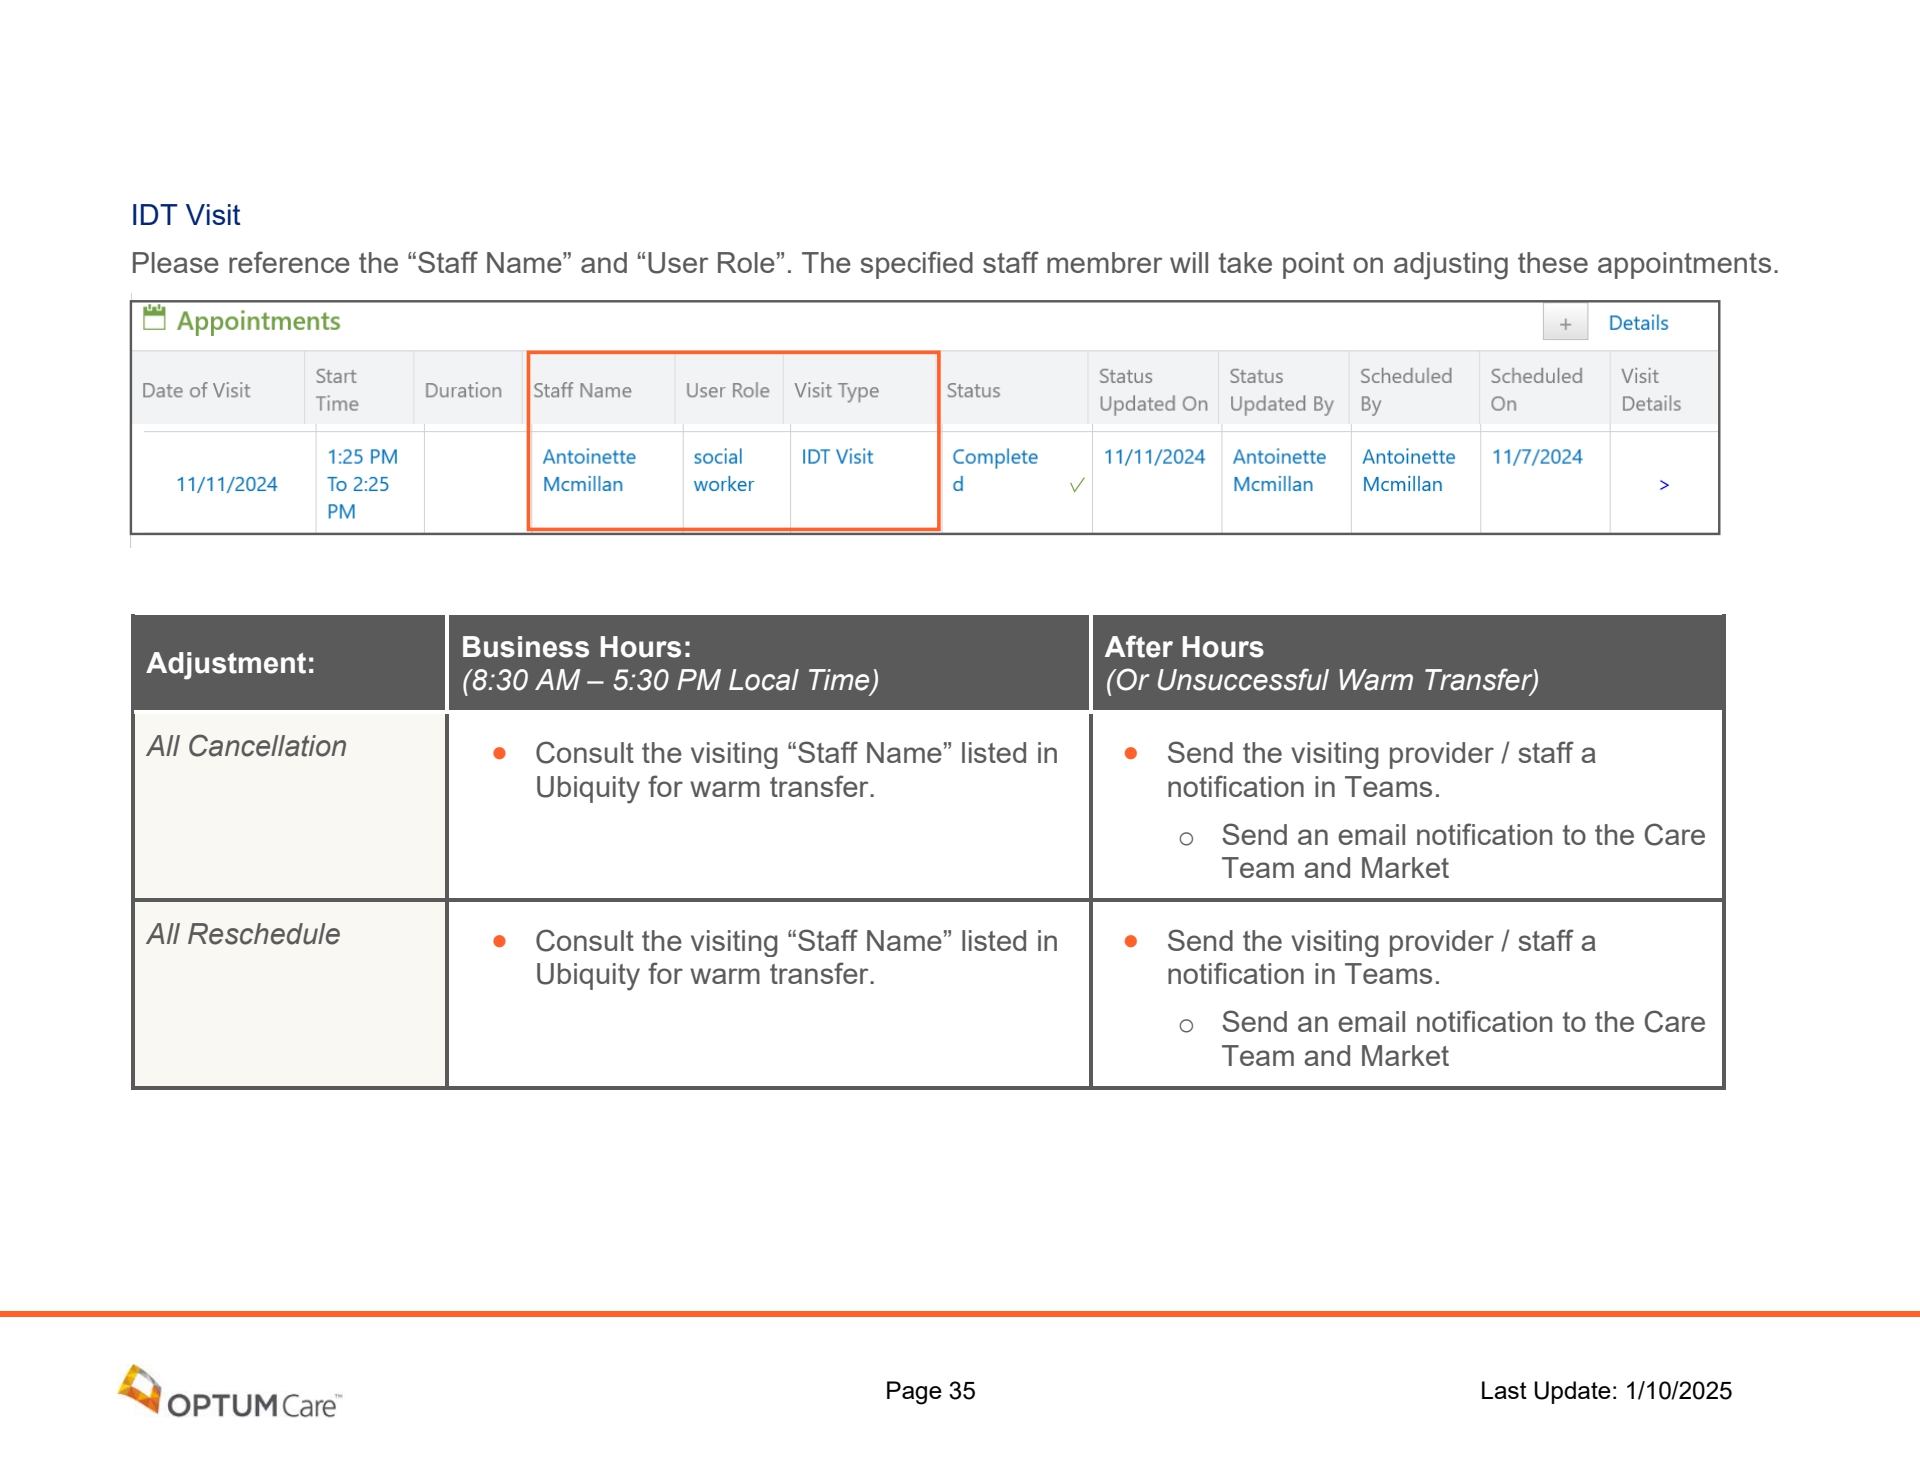 IDT Visit
Please reference the “Staff Name” and “User Role”. The specified staff membrer will take point on adjusting these appointments.
Appointments
+ Details
Date of Visit
Start
Time
Duration
Staff Name
User Role
Visit Type
Status
Status
Updated On
Status
Updated By
Scheduled
By
Scheduled
On
Visit
Details
11/11/2024
1:25 PM
To 2:25
PM
Antoinette
Mcmillan
social
worker
IDT Visit
Complete
d
11/11/2024
Antoinette
Mcmillan
Antoinette
Mcmillan
11/7/2024
>
Adjustment:
Business Hours:
(8:30 AM – 5:30 PM Local Time)
After Hours
(Or Unsuccessful Warm Transfer)
All Cancellation
• Consult the visiting “Staff Name” listed in
Ubiquity for warm transfer.
• Send the visiting provider / staff a
notification in Teams.
o Send an email notification to the Care
Team and Market
All Reschedule
• Consult the visiting “Staff Name” listed in
Ubiquity for warm transfer.
• Send the visiting provider / staff a
notification in Teams.
o Send an email notification to the Care
Team and Market
OPTUM Care™
Page 35
Last Update: 1/10/2025